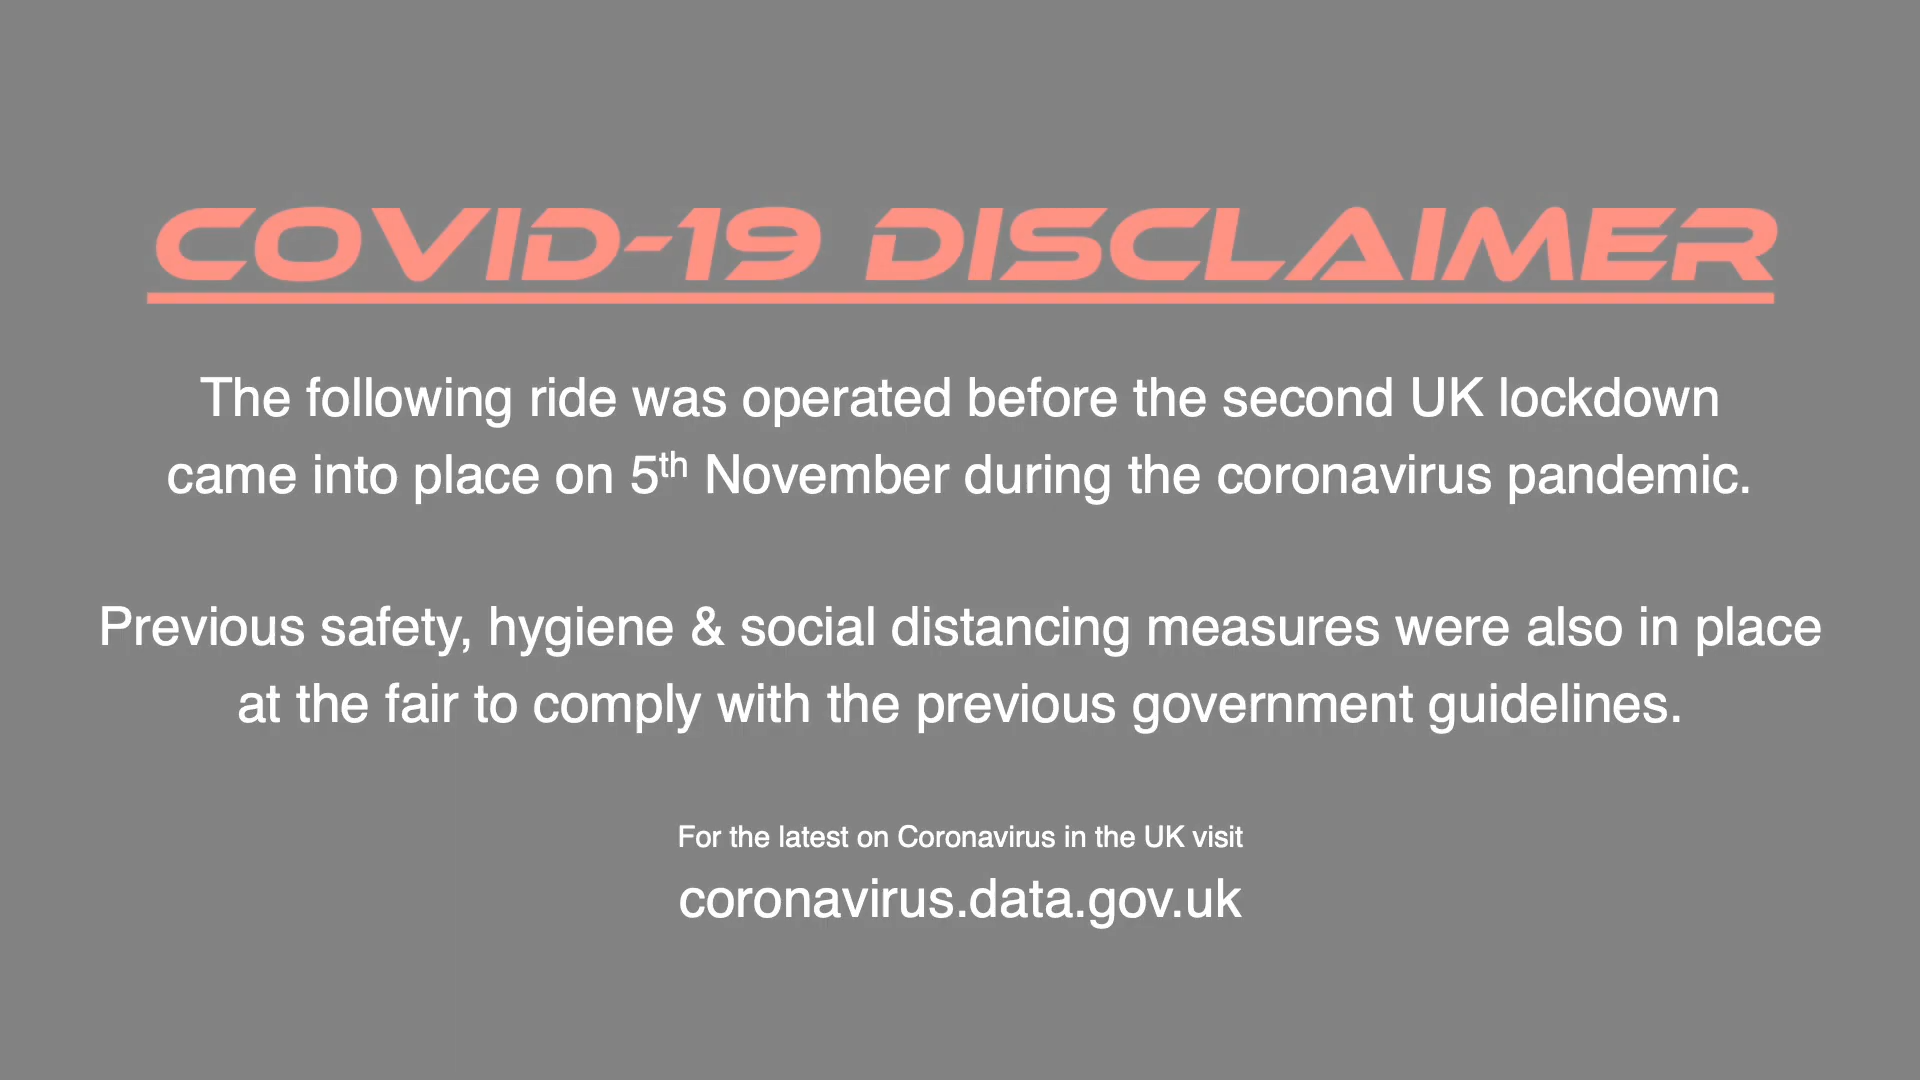 COVID-19 DISCLAIMER
The following ride was operated before the second UK lockdown
came into place on 5th November during the coronavirus pandemic.
Previous safety, hygiene & social distancing measures were also in place
at the fair to comply with the previous government guidelines.
For the latest on Coronavirus in the UK visit
coronavirus.data.gov.uk